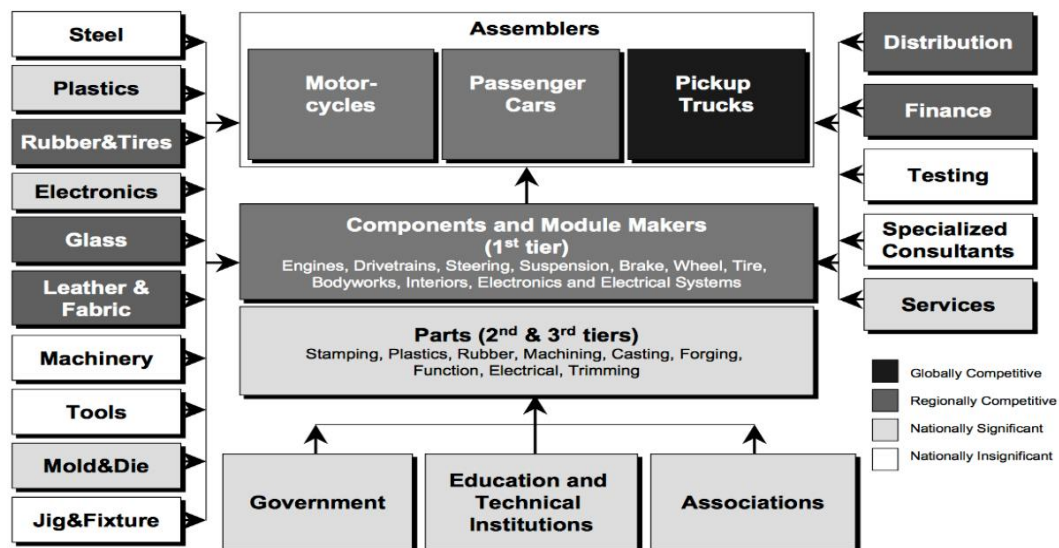 Steel
Plastics
Rubber&Tires
Electronics
Glass
Leather &
Fabric
Machinery
Tools
Mold&Die
Jig&Fixture
Assemblers
Motor-
cycles
Passenger
Cars
Pickup
Trucks
Components and Module Makers
(1st tier)
Engines, Drivetrains, Steering, Suspension, Brake, Wheel, Tire,
Bodyworks, Interiors, Electronics and Electrical Systems
Parts (2nd & 3rd tiers)
Stamping, Plastics, Rubber, Machining, Casting, Forging,
Function, Electrical, Trimming
Government
Education and
Technical
Institutions
Associations
Distribution
Finance
Testing
Specialized
Consultants
Services
Globally Competitive
Regionally Competitive
Nationally Significant
Nationally Insignificant